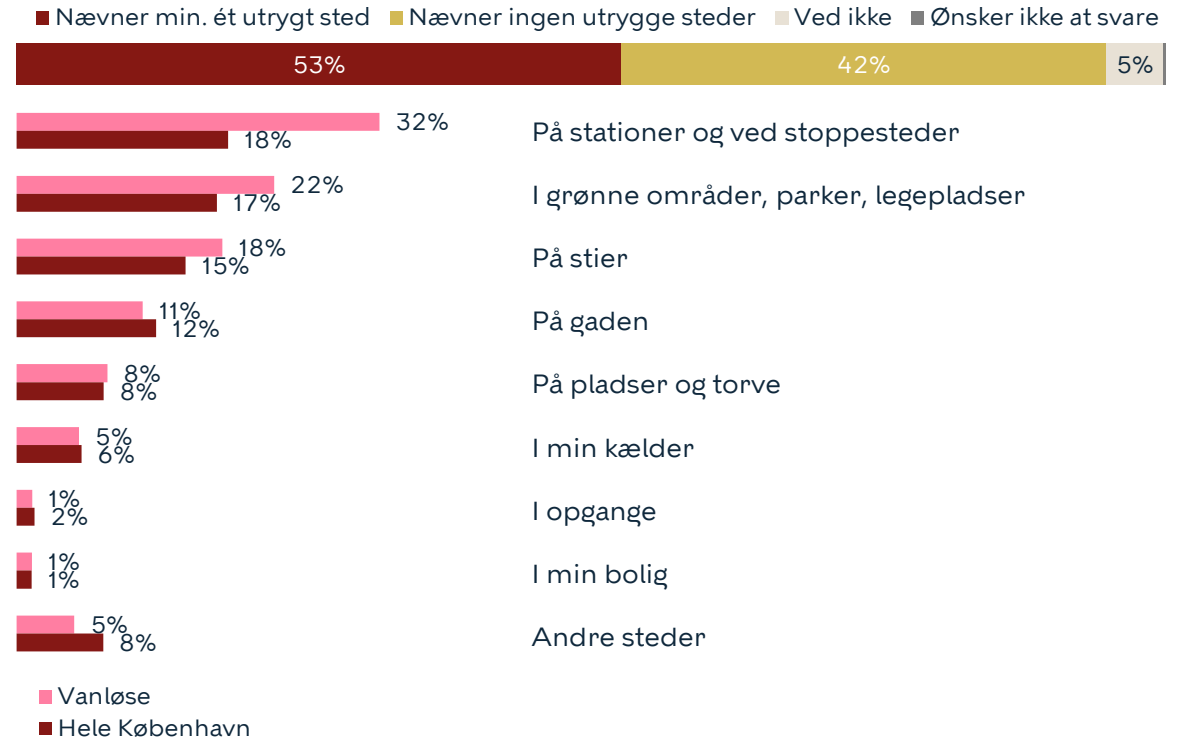 Nævner min. ét utrygt sted Nævner ingen utrygge steder Ved ikke Ønsker ikke at svare
53% 42% 5%
32%
18%
På stationer og ved stoppesteder
22%
17%
I grønne områder, parker, legepladser
18%
15%
På stier
11%
12%
På gaden
8%
8%
På pladser og torve
5%
6%
I min kælder
1%
2%
I opgange
1%
1%
I min bolig
5%
8%
Andre steder
Vanløse
Hele København